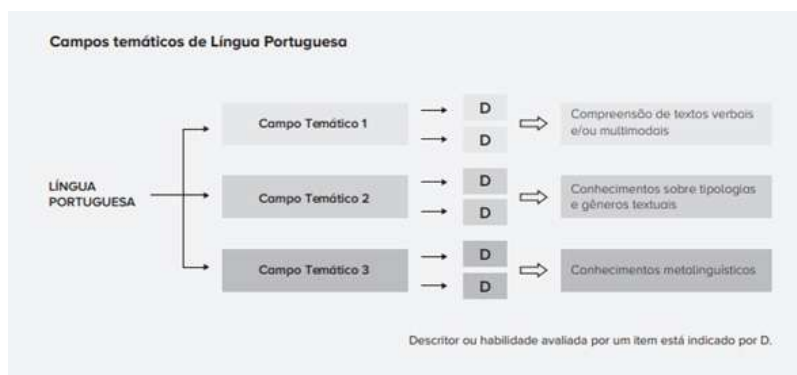 Campos temáticos de Língua Portuguesa
LÍNGUA
PORTUGUESA
Campo Temático 1
D
D
Compreensão de textos verbais
e/ou multimodais
Campo Temático 2
D
D
Conhecimentos sobre tipologias
e gêneros textuais
Campo Temático 3
D
D
Conhecimentos metalinguísticos
Descritor ou habilidade avaliada por um item está indicado por D.